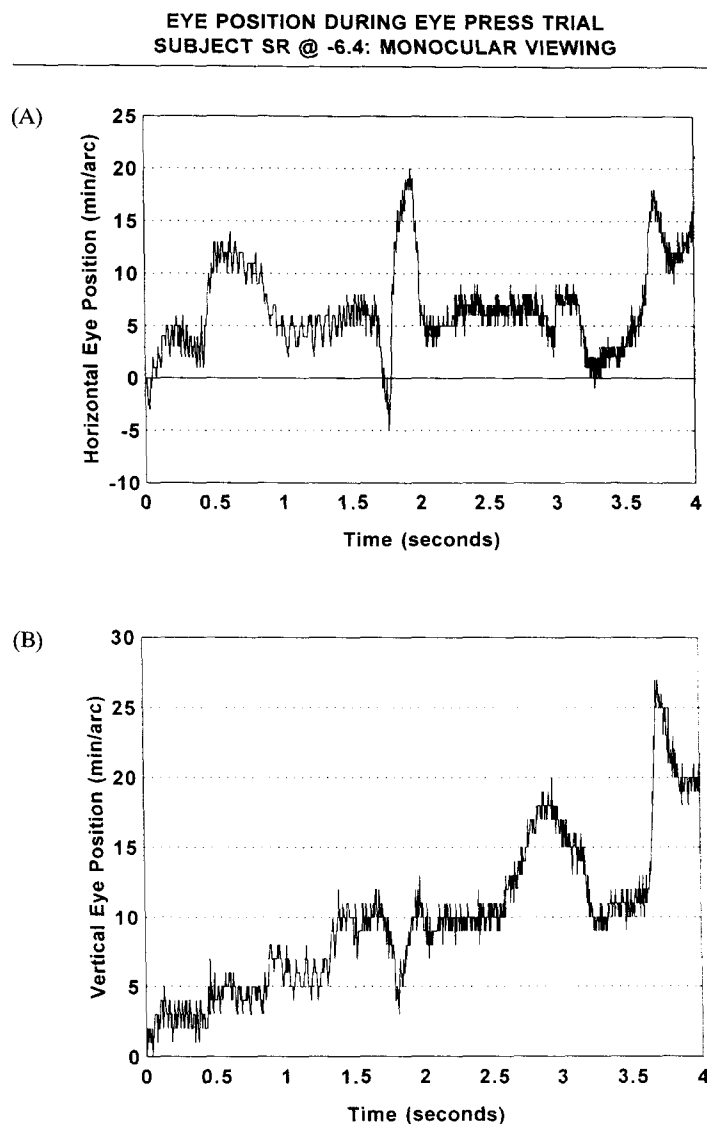 EYE POSITION DURING EYE PRESS TRIAL
SUBJECT SR @ -6.4: MONOCULAR VIEWING
(A)
Horizontal Eye Position (min/arc)
25
20
15
10
5
0
-5
-10
0 0.5 1 1.5 2 2.5 3 3.5 4
Time (seconds)
(B)
Vertical Eye Position (min/arc)
30
25
20
15
10
5
0
0 0.5 1 1.5 2 2.5 3 3.5 4
Time (seconds)